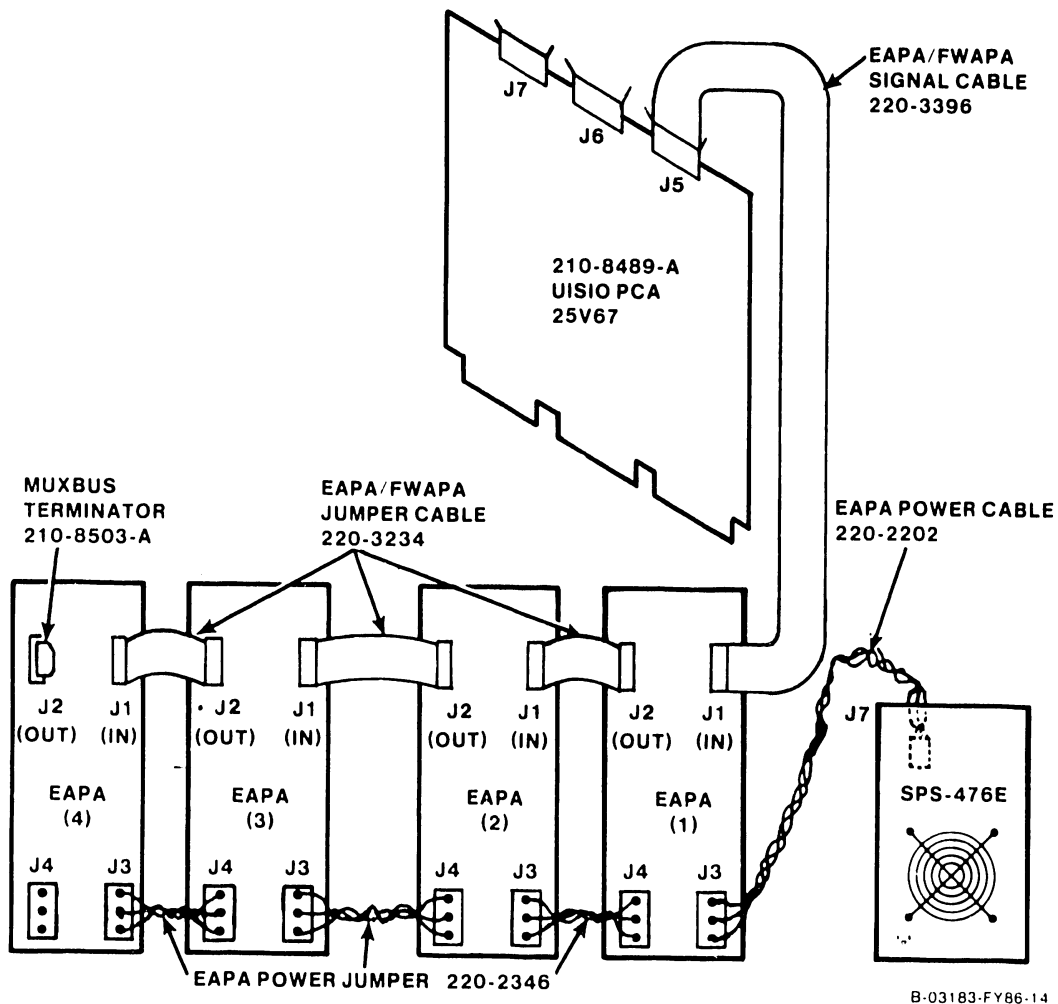 EAPA/FWAPA
SIGNAL CABLE
220-3396
J7
J6
J5
210-8489-A
UISIO PCA
25V67
MUXBUS
TERMINATOR
210-8503-A
EAPA/FWAPA
JUMPER CABLE
220-3234
EAPA POWER CABLE
220-2202
J2
(OUT)
J1
(IN)
J2
(OUT)
J1
(IN)
J2
(OUT)
J1
(IN)
J2
(OUT)
J1
(IN)
J7
EAPA
(4)
EAPA
(3)
EAPA
(2)
EAPA
(1)
SPS-476E
J4
J3
J4
J3
J4
J3
J4
J3
EAPA POWER JUMPER 220-2346
B-03183-FY86-14